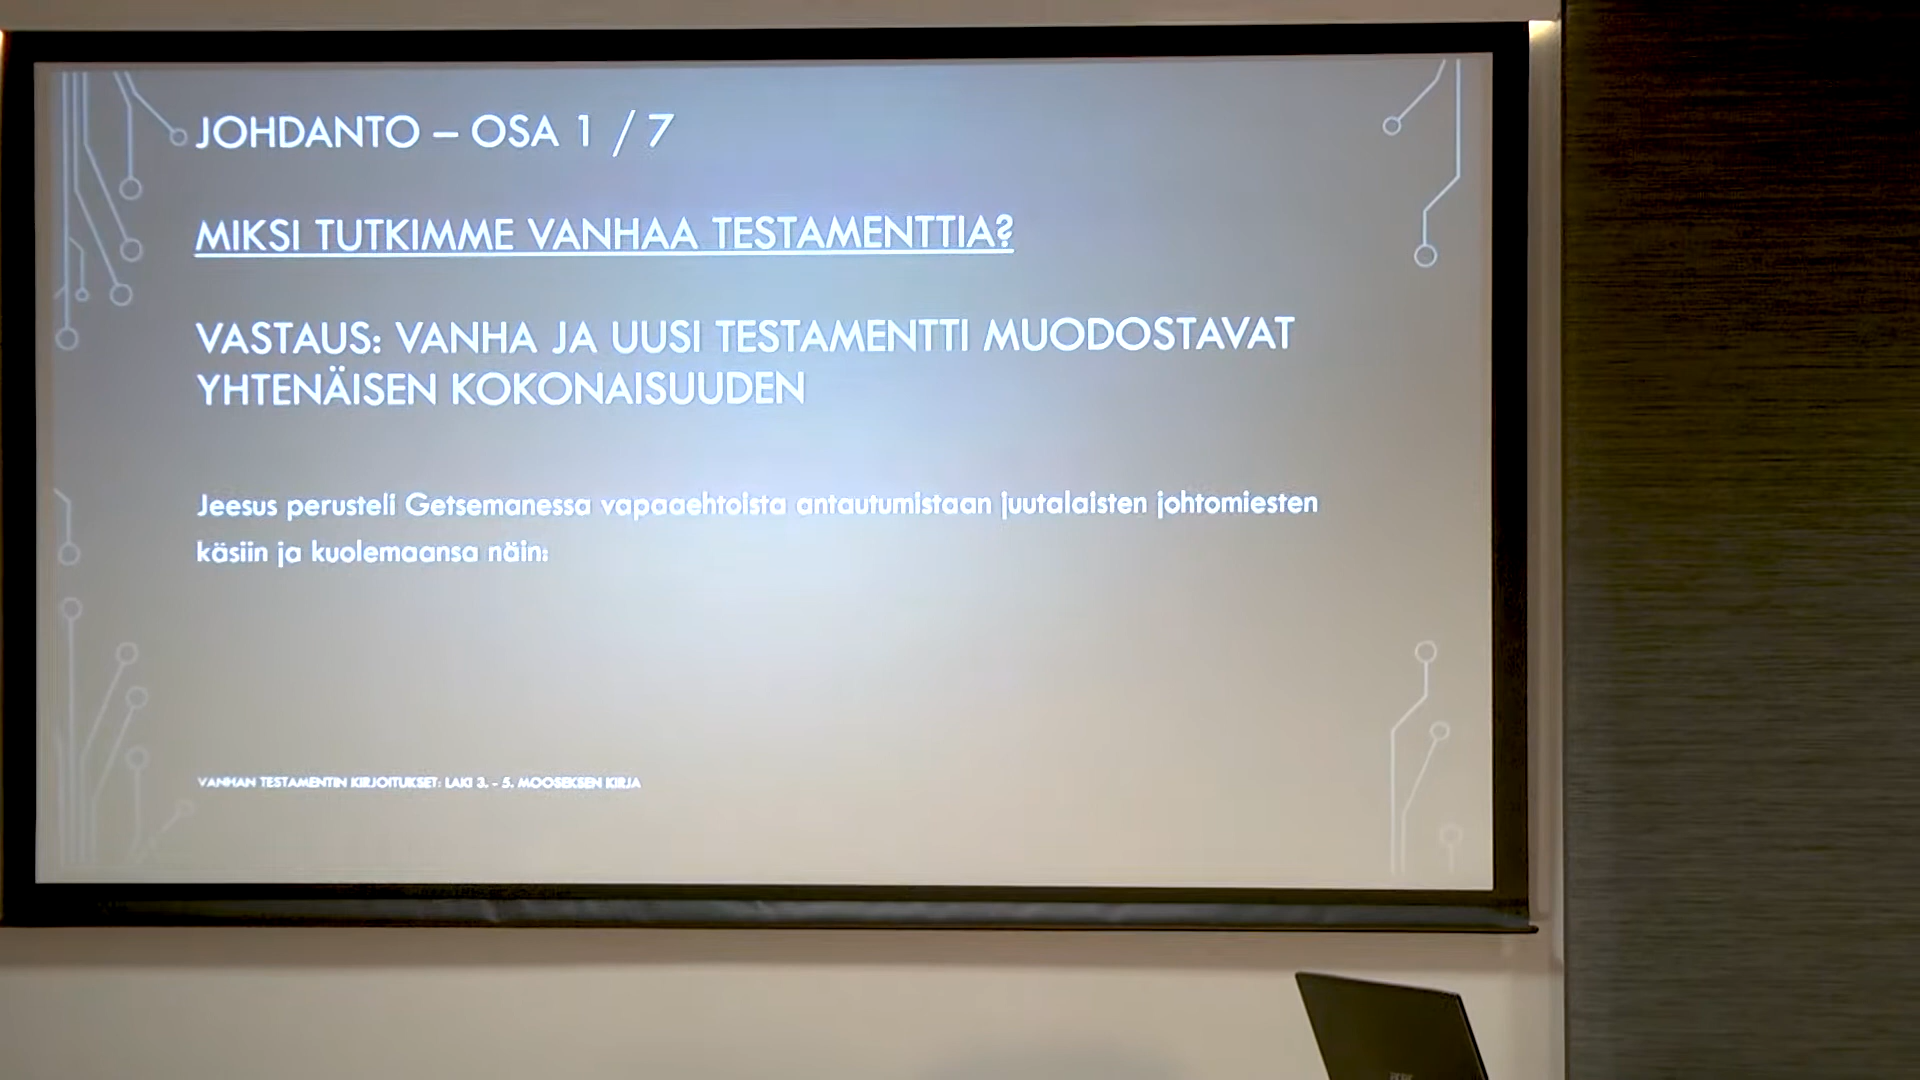 JOHDANTO – OSA 1 / 7
MIKSI TUTKIMME VANHAA TESTAMENTTIA?
VASTAUS: VANHA JA UUSI TESTAMENTTI MUODOSTAVAT
YHTENÄISEN KOKONAISUUDEN
Jeesus perusteli Getsemanessa vapaaehtoista antautumistaan juutalaisten johtomiesten
käsiin ja kuolemaansa näin:
VANHAN TESTAMENTIN KIRJOITUKSET: LAKI 3. - 5. MOOSEKSEN KIRJA
acer